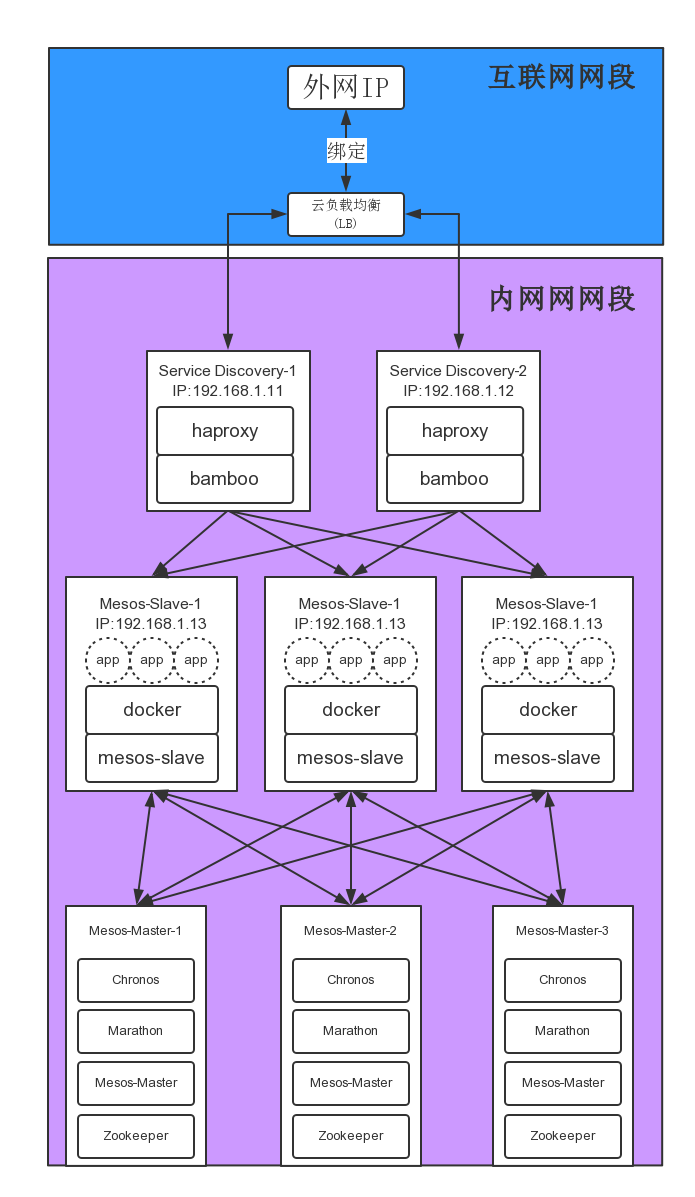 互联网网段
外网IP
绑定
云负载均衡
(LB)
内网网网段
Service Discovery-1
IP:192.168.1.11
haproxy
bamboo
Service Discovery-2
IP:192.168.1.12
haproxy
bamboo
Mesos-Slave-1
IP:192.168.1.13
app app app
docker
mesos-slave
Mesos-Slave-1
IP:192.168.1.13
app app app
docker
mesos-slave
Mesos-Slave-1
IP:192.168.1.13
app app app
docker
mesos-slave
Mesos-Master-1
Chronos
Marathon
Mesos-Master
Zookeeper
Mesos-Master-2
Chronos
Marathon
Mesos-Master
Zookeeper
Mesos-Master-3
Chronos
Marathon
Mesos-Master
Zookeeper